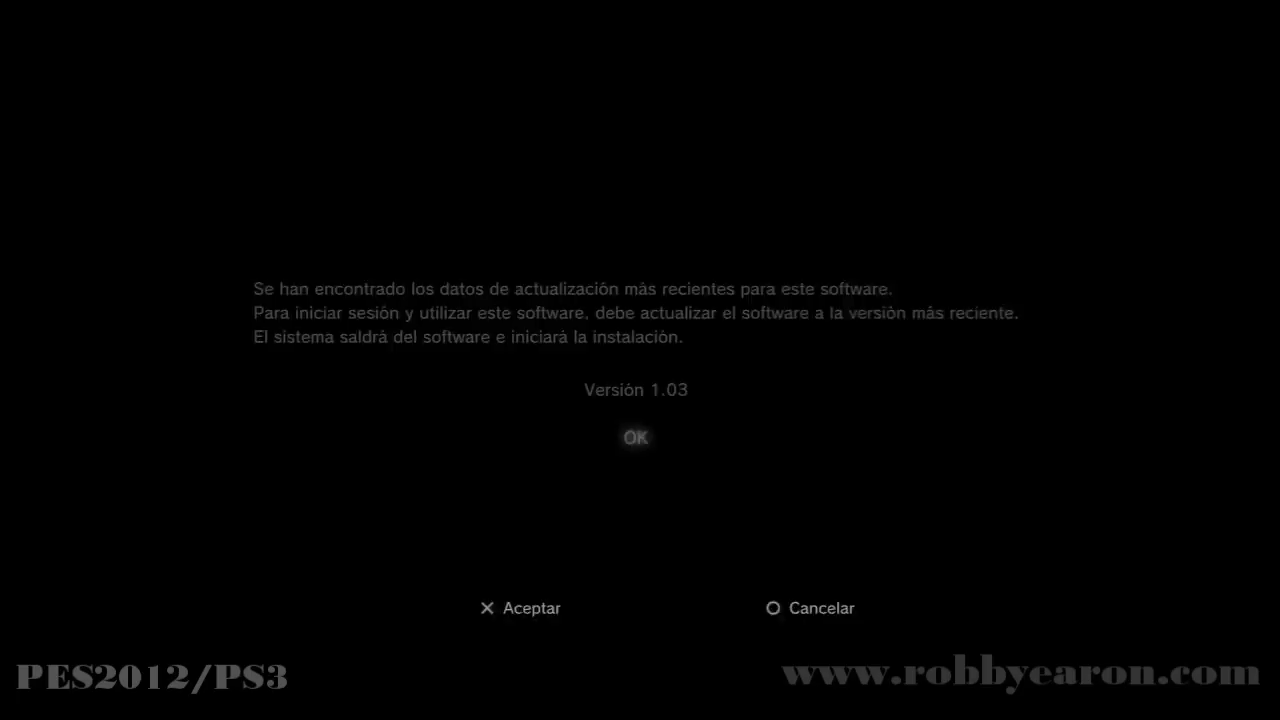 Se han encontrado los datos de actualización más recientes para este software.
Para iniciar sesión y utilizar este software, debe actualizar el software a la versión más reciente.
El sistema saldrá del software e iniciará la instalación.
Versión 1.03
OK
Aceptar
Cancelar
PES2012/PS3
www.robbyearon.com